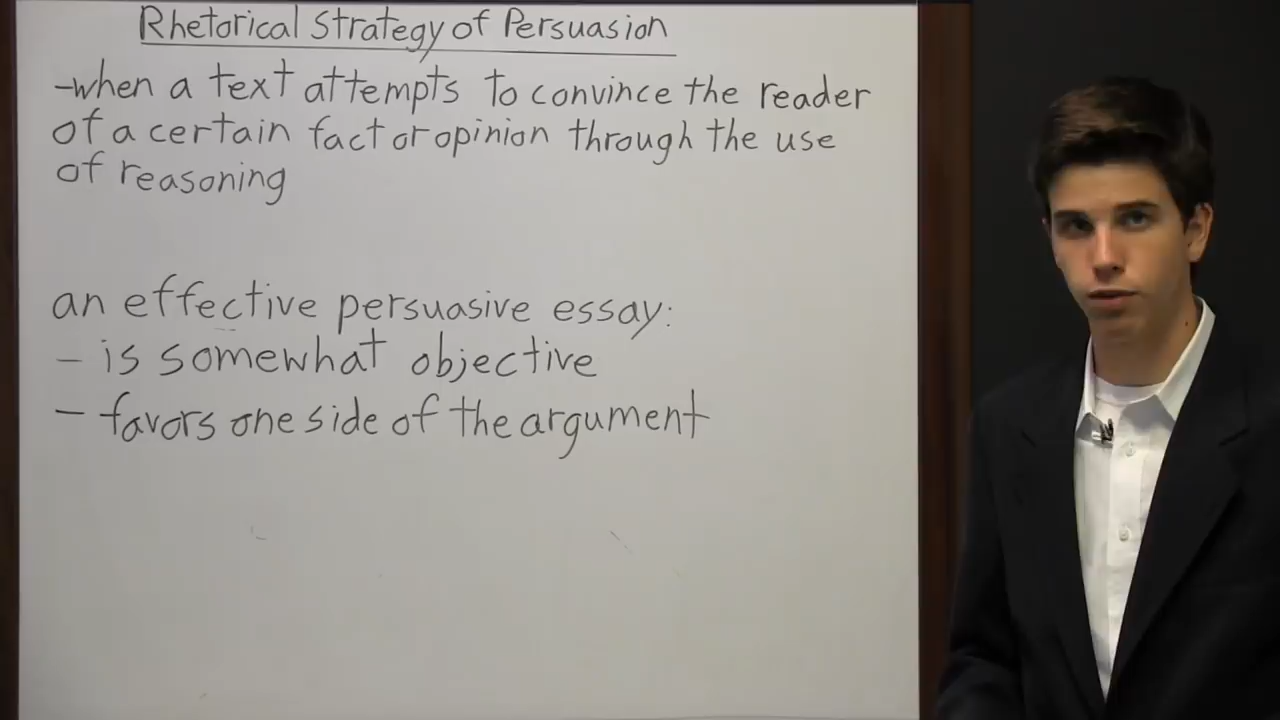 Rhetorical Strategy of Persuasion
-when a text attempts to convince the reader
of a certain fact or opinion through the use
of reasoning
an effective persuasive essay:
- is somewhat objective
- favors one side of the argument